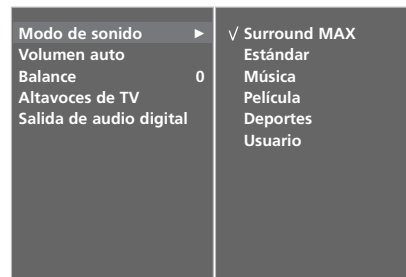 Modo de sonido ►
Volumen auto
Balance 0
Altavoces de TV
Salida de audio digital
√ Surround MAX
Estándar
Música
Película
Deportes
Usuario